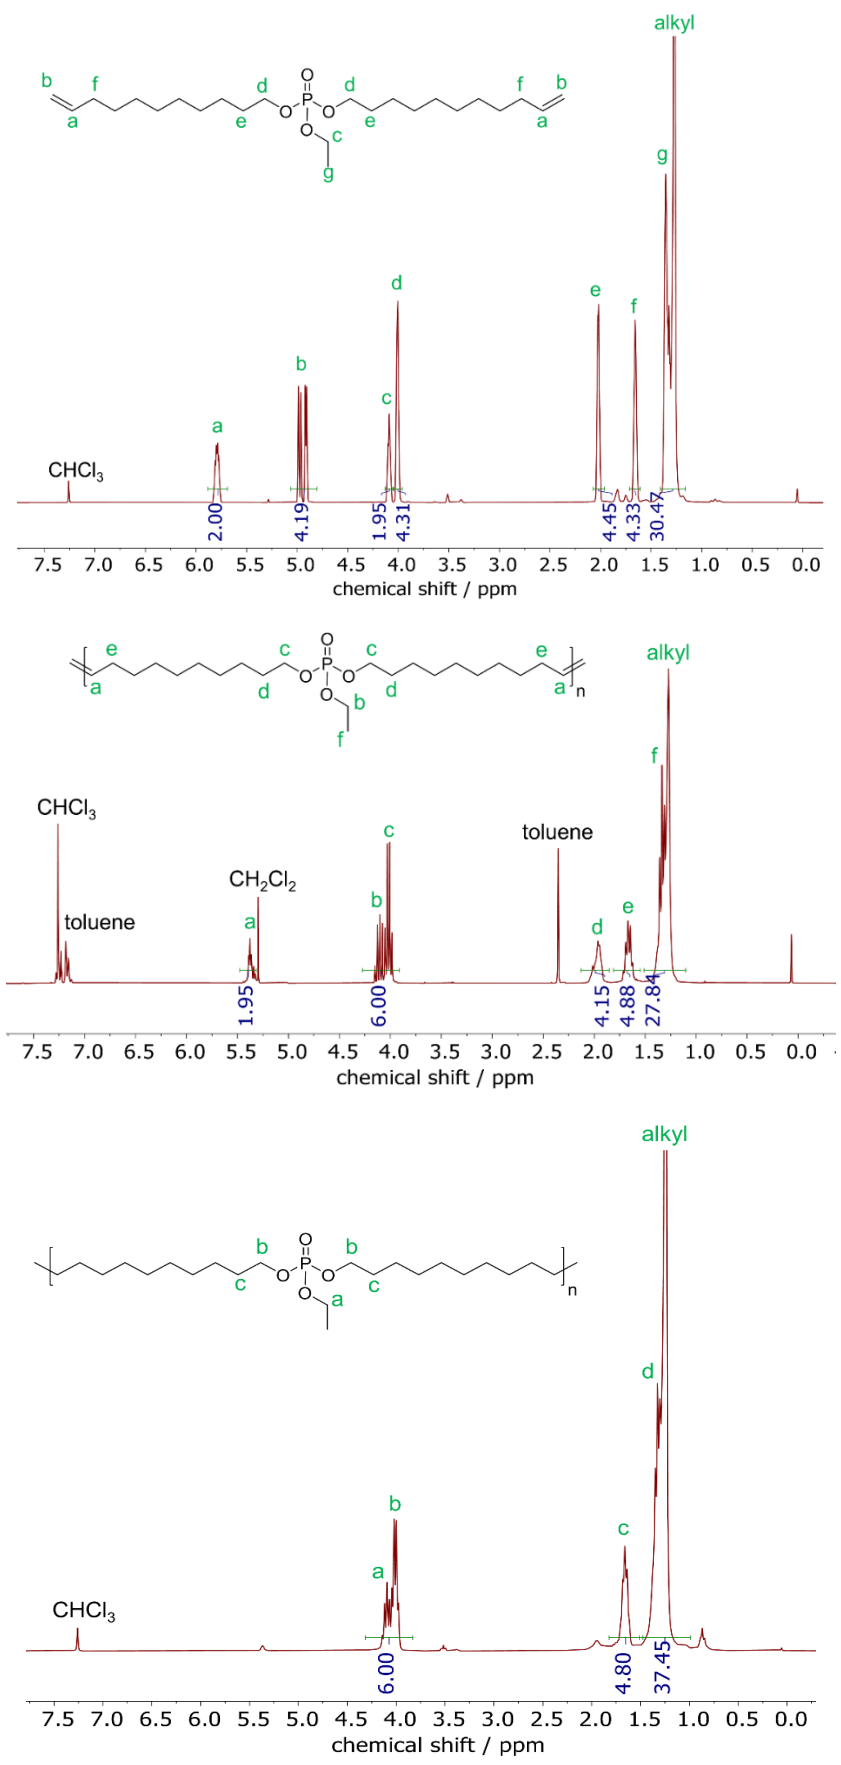 alkyl
b f d O d f b
a e O P O e a
O c
g
g
d
e
f
b
c
a
CHCl3
2.00 4.19 1.95 4.31 4.45 4.33 30.47
7.5 7.0 6.5 6.0 5.5 5.0 4.5 4.0 3.5 3.0 2.5 2.0 1.5 1.0 0.5 0.0
chemical shift / ppm
e c O c e alkyl
a d O P O d a n
O b
f
f
CHCl3
c
toluene
CH2Cl2
b
e
toluene
a
d
1.95 6.00 4.15 4.88 27.84
7.5 7.0 6.5 6.0 5.5 5.0 4.5 4.0 3.5 3.0 2.5 2.0 1.5 1.0 0.5 0.0
chemical shift / ppm
alkyl
b O b
c O P O c n
O a
d
b
c
a
CHCl3
6.00 4.80 37.45
7.5 7.0 6.5 6.0 5.5 5.0 4.5 4.0 3.5 3.0 2.5 2.0 1.5 1.0 0.5 0.0
chemical shift / ppm